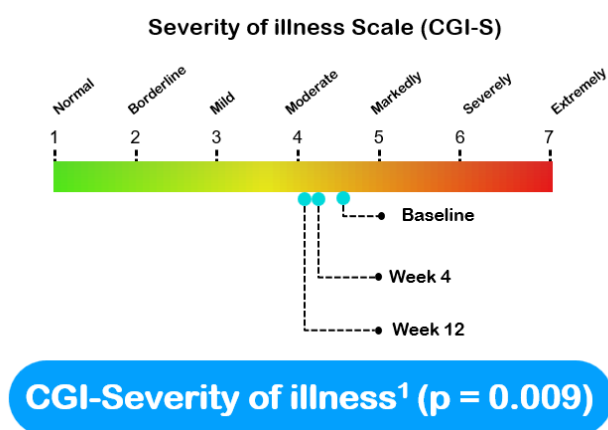 Severity of illness Scale (CGI-S)
Normal Borderline Mild Moderate Markedly Severely Extremely
1 2 3 4 5 6 7
Baseline
Week 4
Week 12
CGI-Severity of illness¹ (p = 0.009)